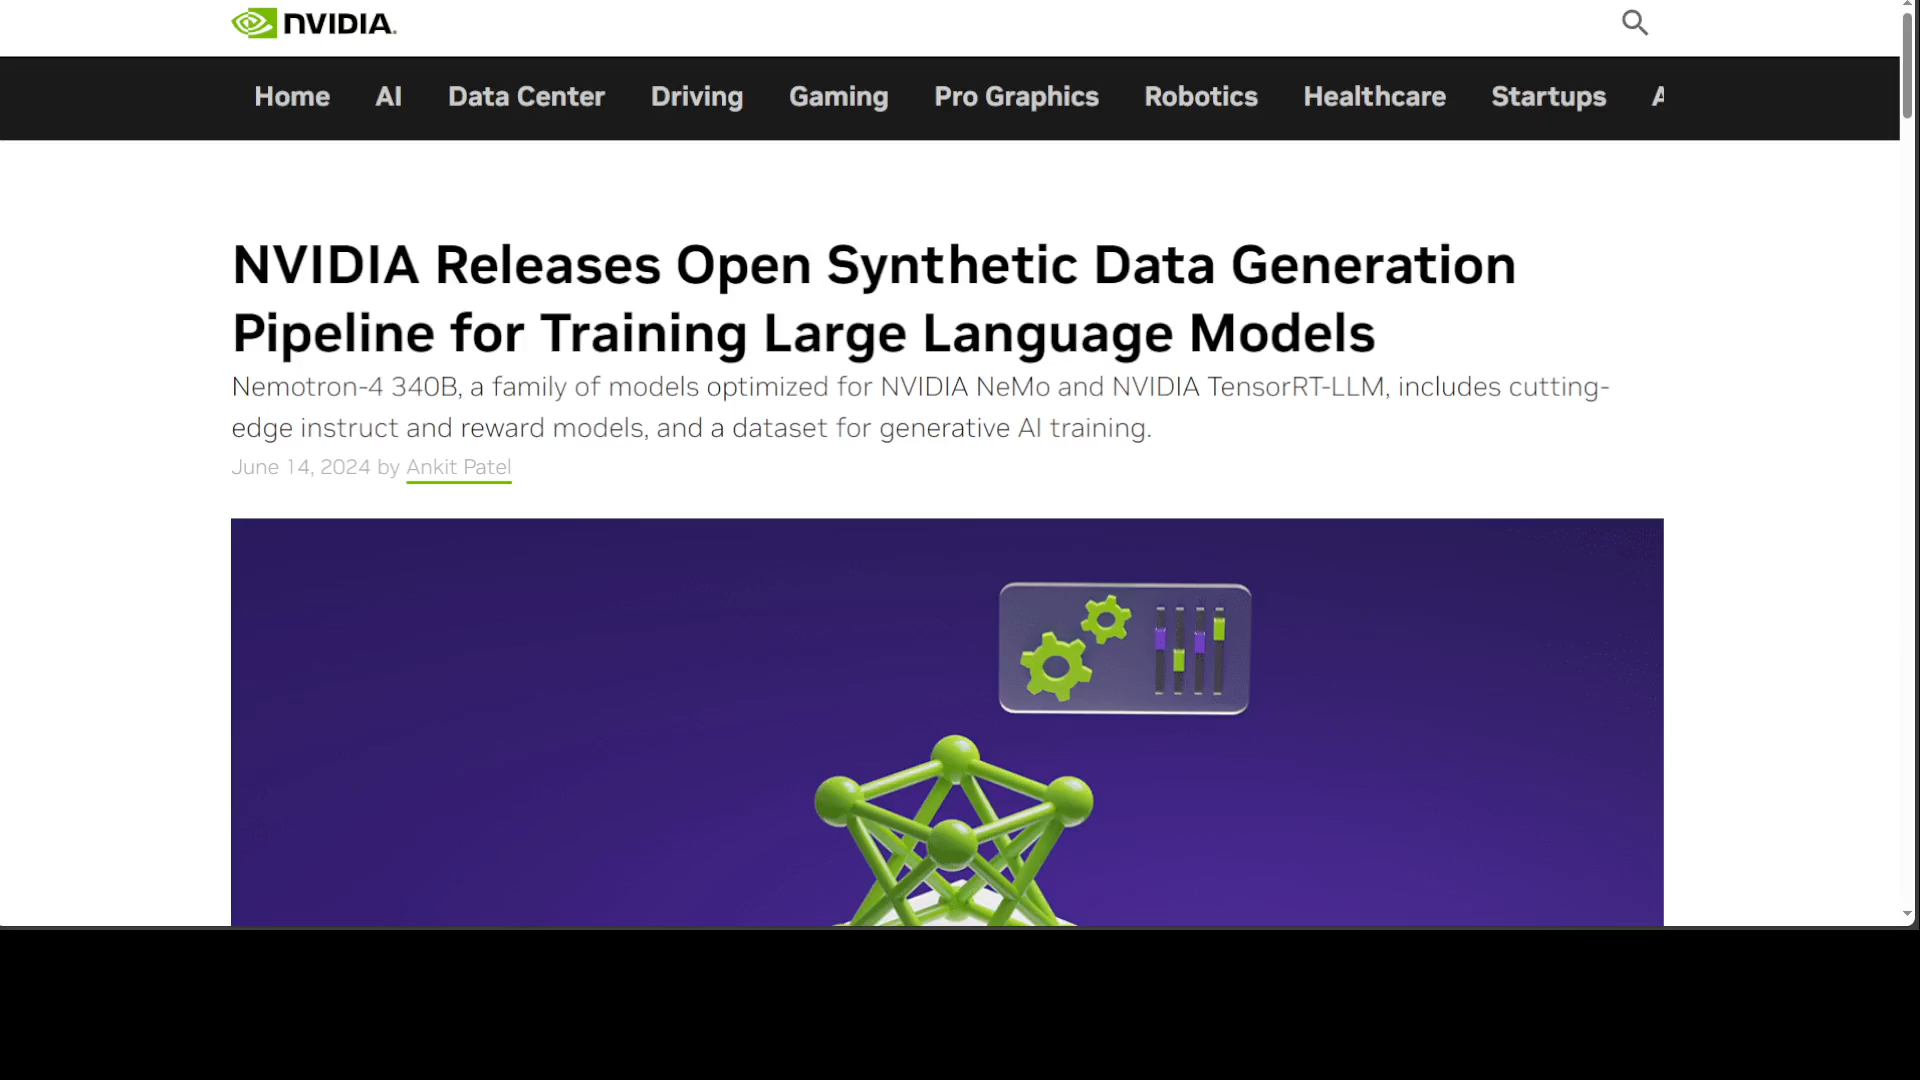 NVIDIA.
Home AI Data Center Driving Gaming Pro Graphics Robotics Healthcare Startups
NVIDIA Releases Open Synthetic Data Generation
Pipeline for Training Large Language Models
Nemotron-4 340B, a family of models optimized for NVIDIA NeMo and NVIDIA TensorRT-LLM, includes cutting-
edge instruct and reward models, and a dataset for generative AI training.
June 14, 2024 by Ankit Patel